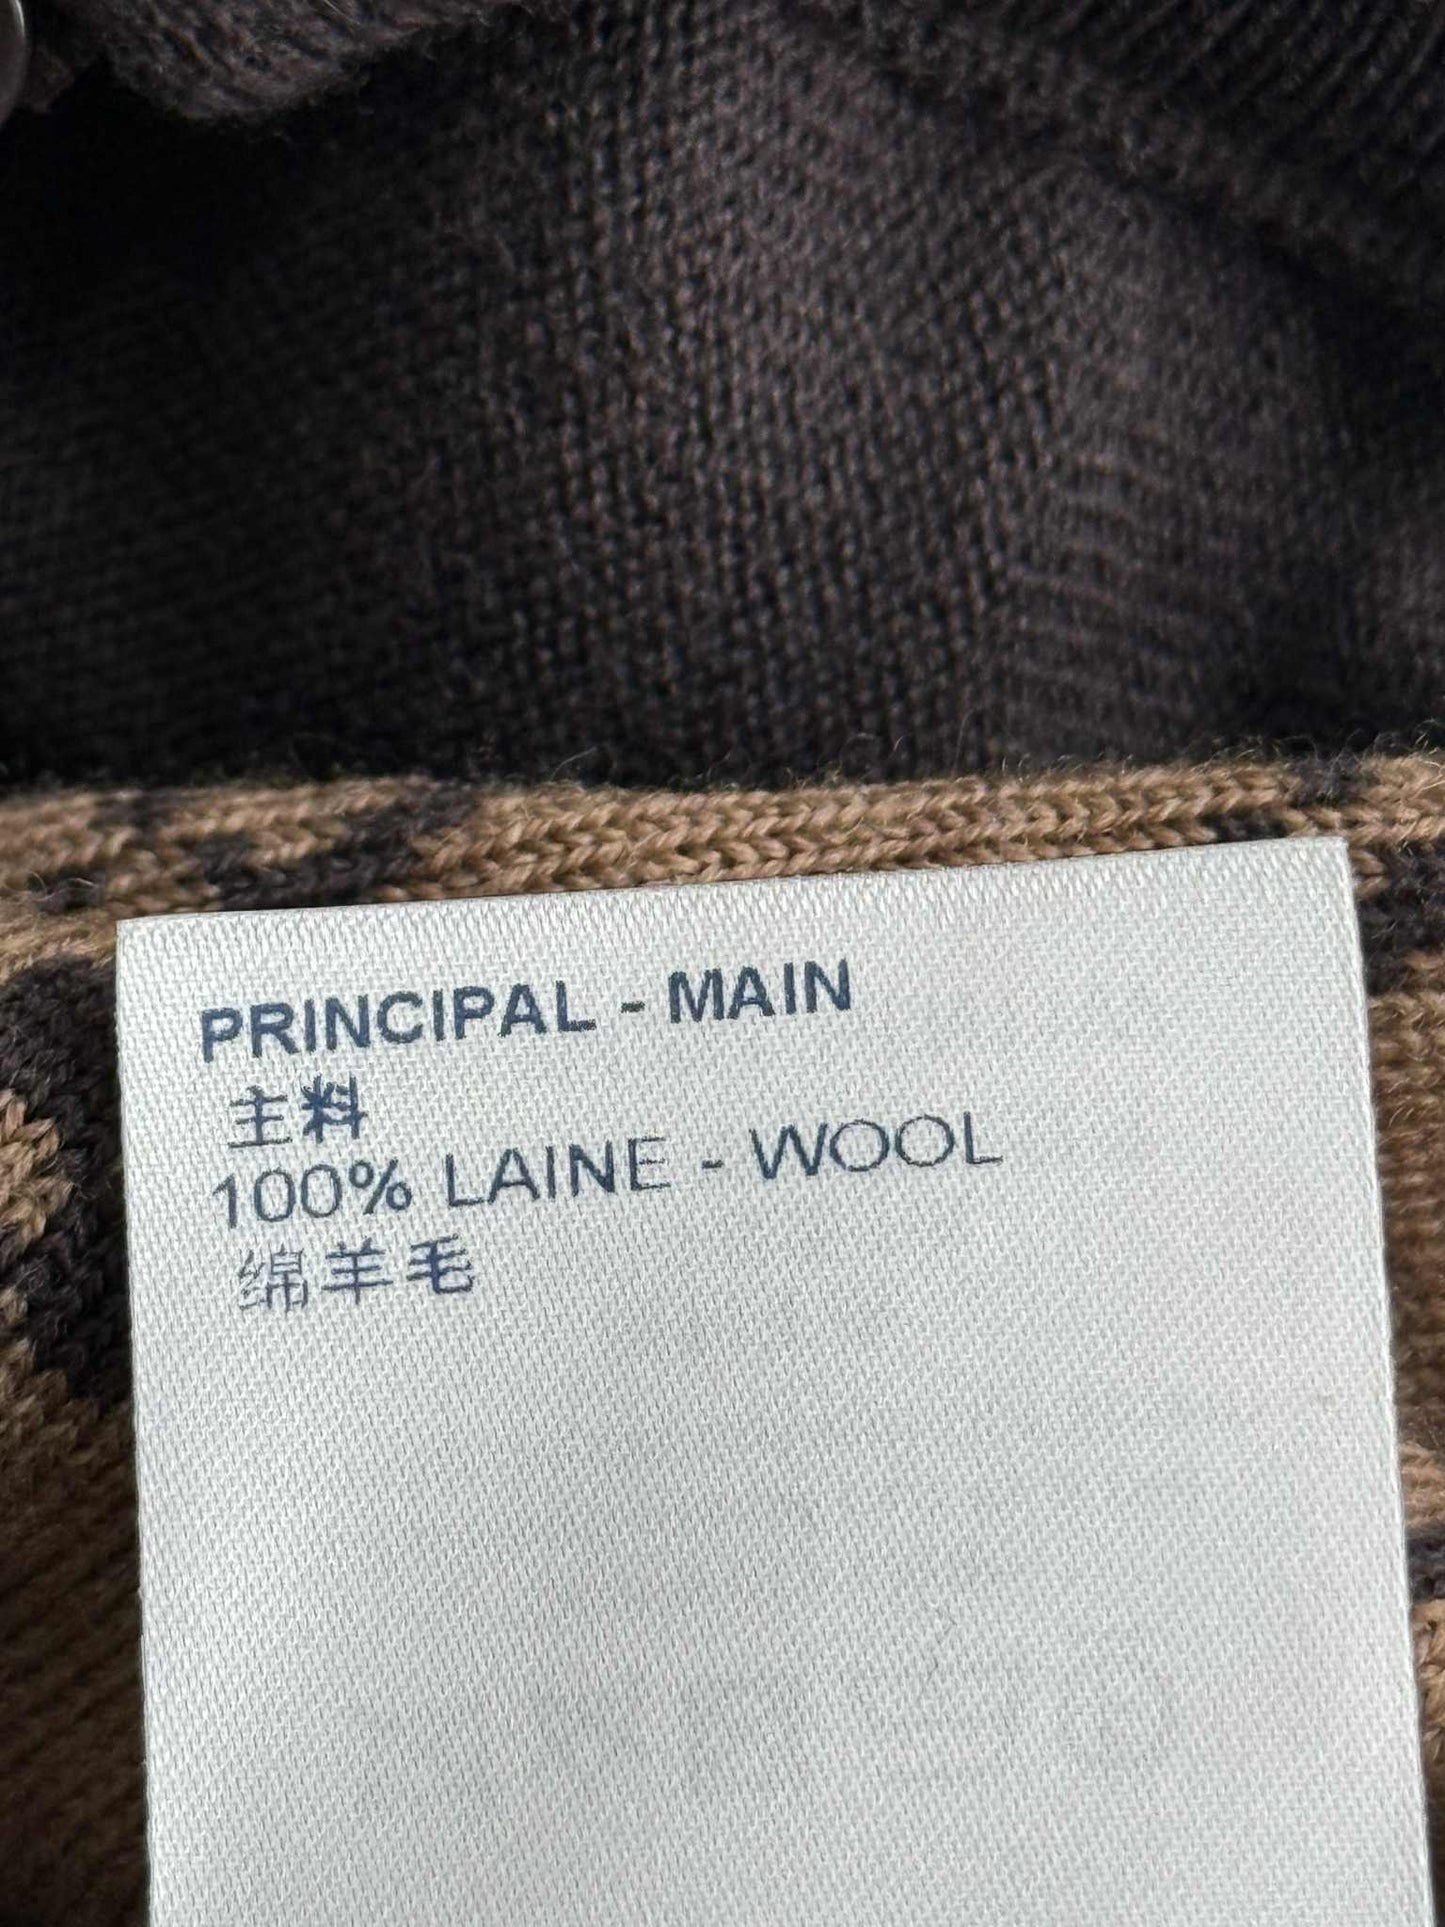 PRINCIPAL - MAIN
主料
100% LAINE - WOOL
绵羊毛